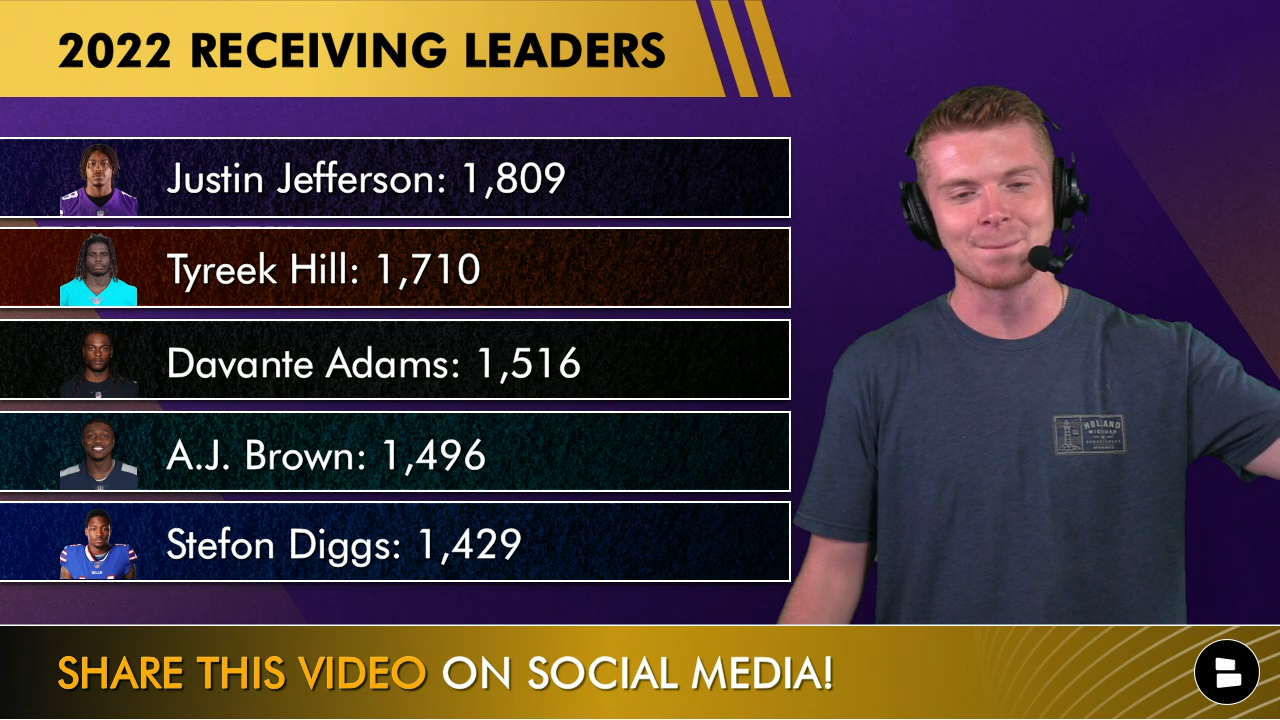 2022 RECEIVING LEADERS
Justin Jefferson: 1,809
Tyreek Hill: 1,710
Davante Adams: 1,516
A.J. Brown: 1,496
Stefon Diggs: 1,429
HOLAND
SHARE THIS VIDEO ON SOCIAL MEDIA!